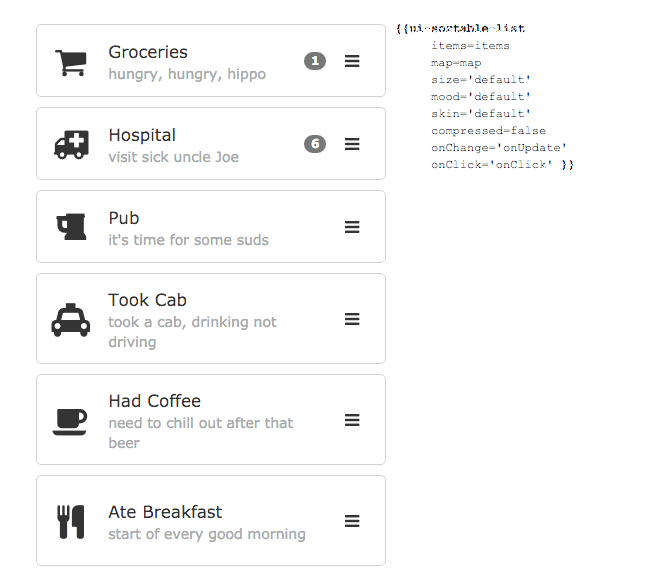 Groceries
hungry, hungry, hippo
1
Hospital
visit sick uncle Joe
6
Pub
it's time for some suds
Took Cab
took a cab, drinking not
driving
Had Coffee
need to chill out after that
beer
Ate Breakfast
start of every good morning
{{ui-sortable-list
items=items
map=map
size='default'
mood='default'
skin='default'
compressed=false
onChange='onUpdate'
onClick='onClick' }}